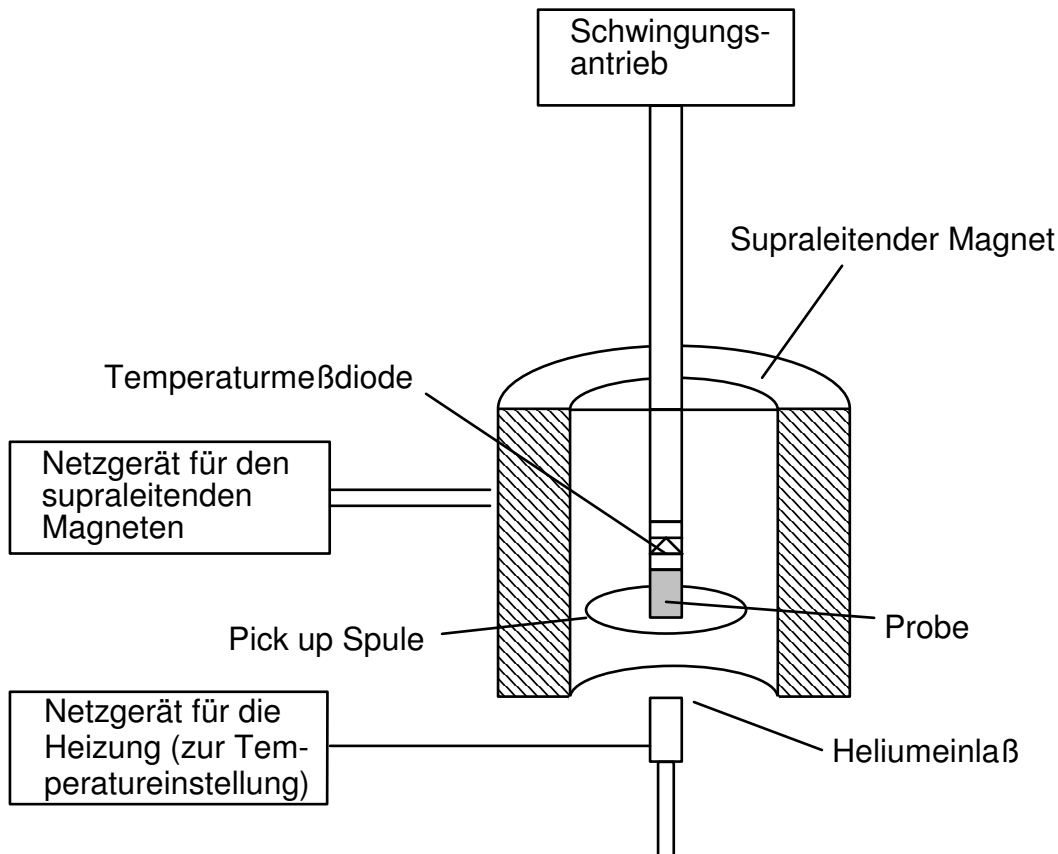 Schwingungs-
antrieb
Supraleitender Magnet
Temperaturmeßdiode
Netzgerät für den
supraleitenden
Magneten
Pick up Spule
Probe
Netzgerät für die
Heizung (zur Tem-
peratureinstellung)
Heliumeinlaß